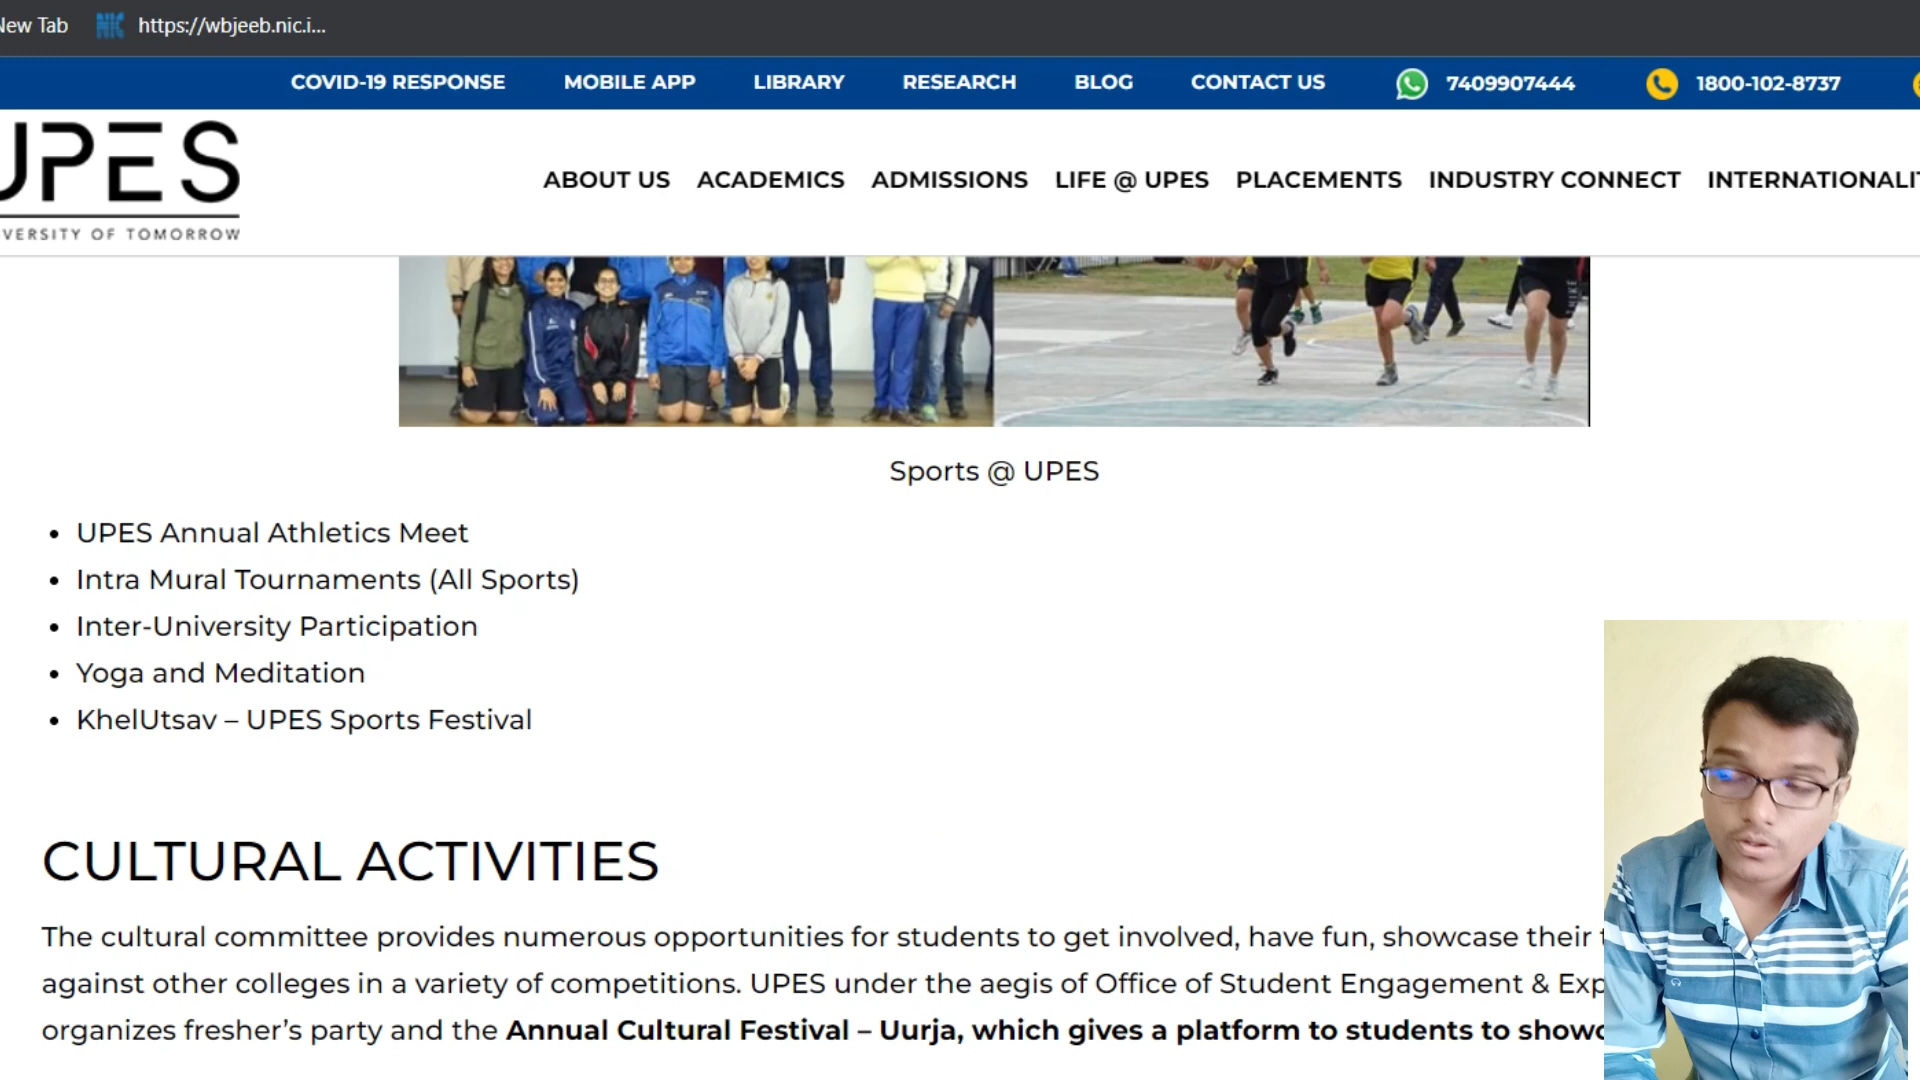 New Tab NIC https://wbjeeb.nic.i...
COVID-19 RESPONSE MOBILE APP LIBRARY RESEARCH BLOG CONTACT US 7409907444 1800-102-8737
UPES
VERSITY OF TOMORROW
ABOUT US ACADEMICS ADMISSIONS LIFE @ UPES PLACEMENTS INDUSTRY CONNECT INTERNATIONALIT
Sports @ UPES
• UPES Annual Athletics Meet
• Intra Mural Tournaments (All Sports)
• Inter-University Participation
• Yoga and Meditation
• KhelUtsav – UPES Sports Festival
CULTURAL ACTIVITIES
The cultural committee provides numerous opportunities for students to get involved, have fun, showcase their
against other colleges in a variety of competitions. UPES under the aegis of Office of Student Engagement & Exp
organizes fresher’s party and the Annual Cultural Festival – Uurja, which gives a platform to students to showc